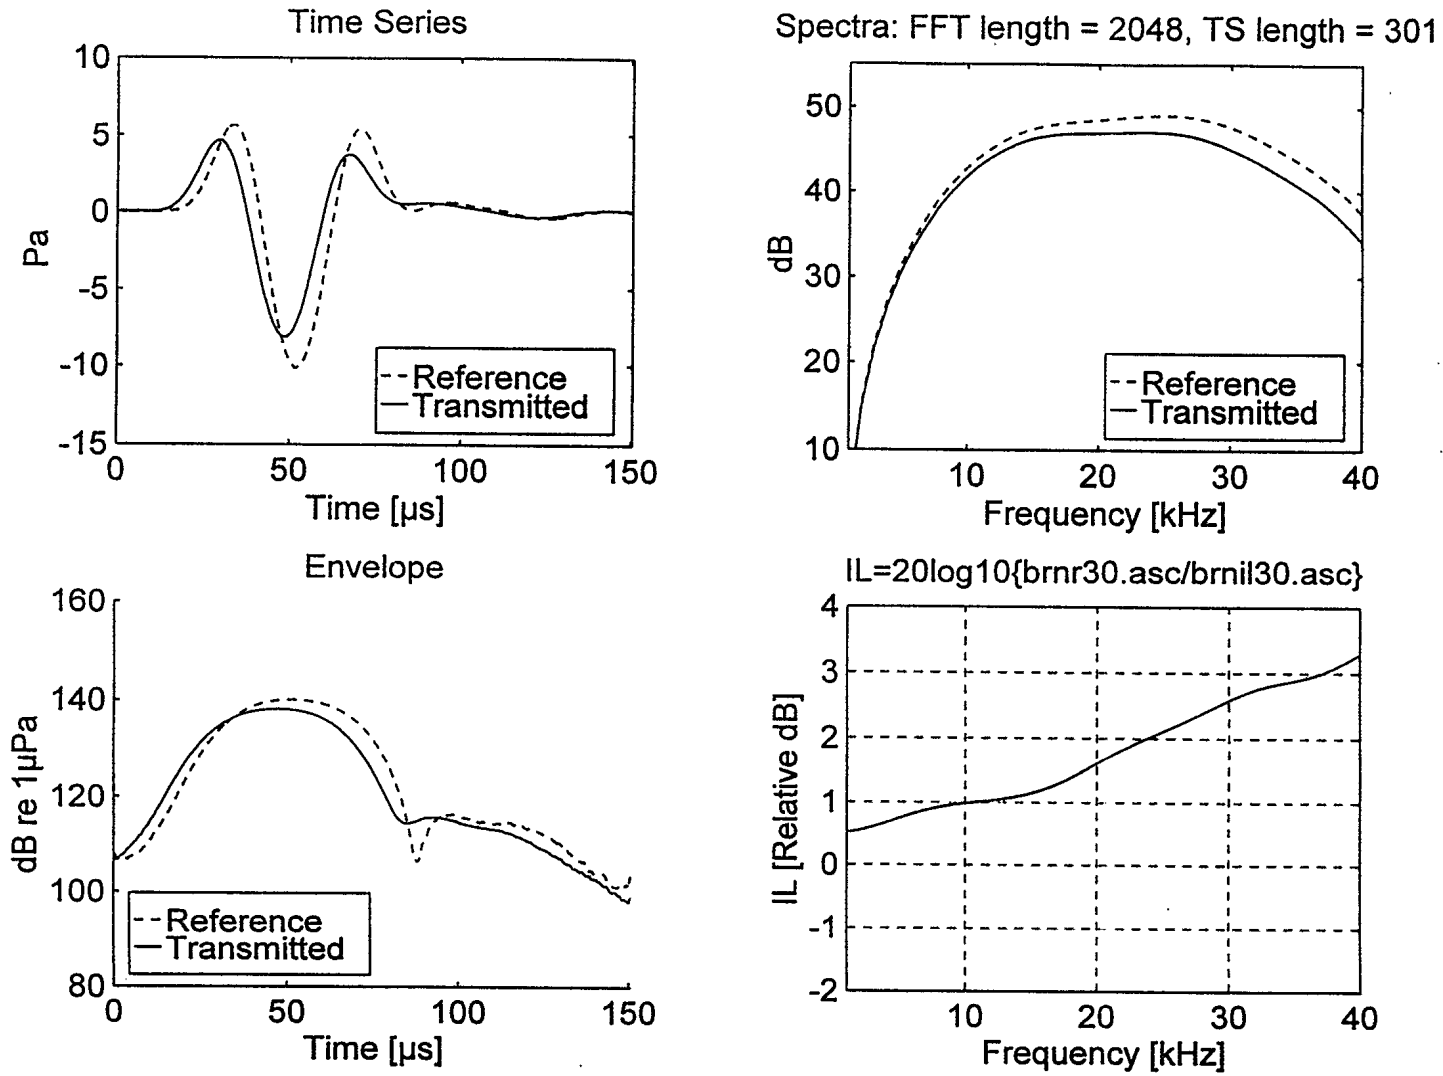 Time Series
10
5
0
-5
-10
-15
Pa
Reference
Transmitted
0 50 100 150
Time [µs]
Spectra: FFT length = 2048, TS length = 301
50
40
30
20
10
dB
Reference
Transmitted
10 20 30 40
Frequency [kHz]
Envelope
160
140
120
100
80
dB re 1µPa
Reference
Transmitted
0 50 100 150
Time [µs]
IL=20log10{brnr30.asc/brnil30.asc}
4
3
2
1
0
-1
-2
IL [Relative dB]
10 20 30 40
Frequency [kHz]